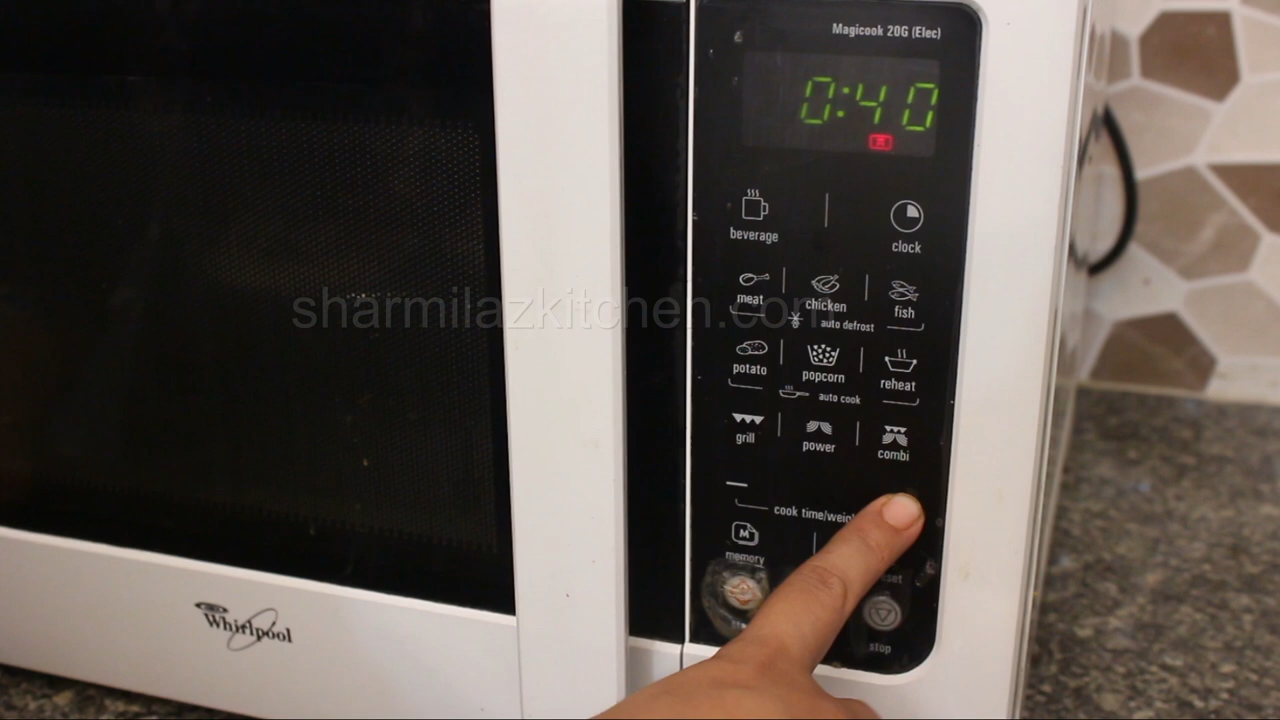 Magicook 20G (Elec)
0:40
beverage
clock
sharmilazkitchen.com
meat
chicken
fish
auto defrost
potato
popcorn
reheat
auto cook
grill
power
combi
cook time/weight
M
memory
stop
Whirlpool